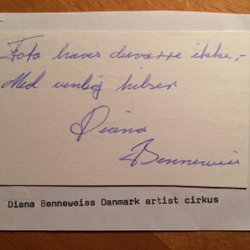 Foto haves desværre ikke,-
Med venlig hilsen
Diana
Benneweis
Diana Benneweiss Danmark artist cirkus